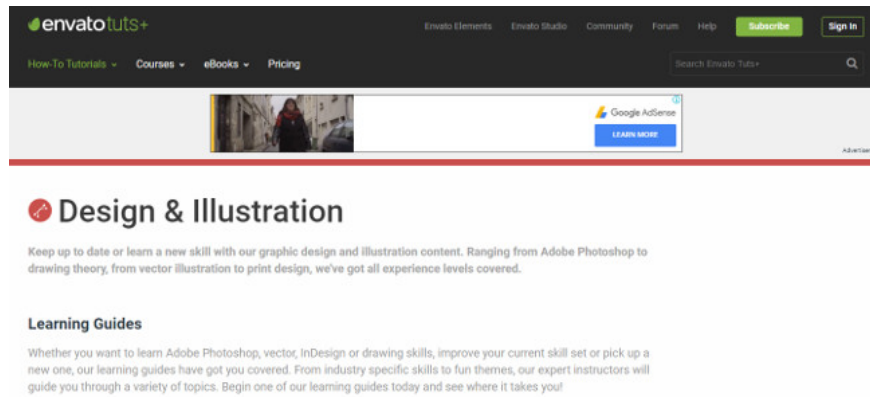 envatotuts+
Envato Elements Envato Studio Community Forum Help Subscribe Sign In
How-To Tutorials Courses eBooks Pricing
Search Envato Tuts+
Google AdSense
LEARN MORE
Design & Illustration
Keep up to date or learn a new skill with our graphic design and illustration content. Ranging from Adobe Photoshop to
drawing theory, from vector illustration to print design, we've got all experience levels covered.
Learning Guides
Whether you want to learn Adobe Photoshop, vector, InDesign or drawing skills, improve your current skill set or pick up a
new one, our learning guides have got you covered. From industry specific skills to fun themes, our expert instructors will
guide you through a variety of topics. Begin one of our learning guides today and see where it takes you!